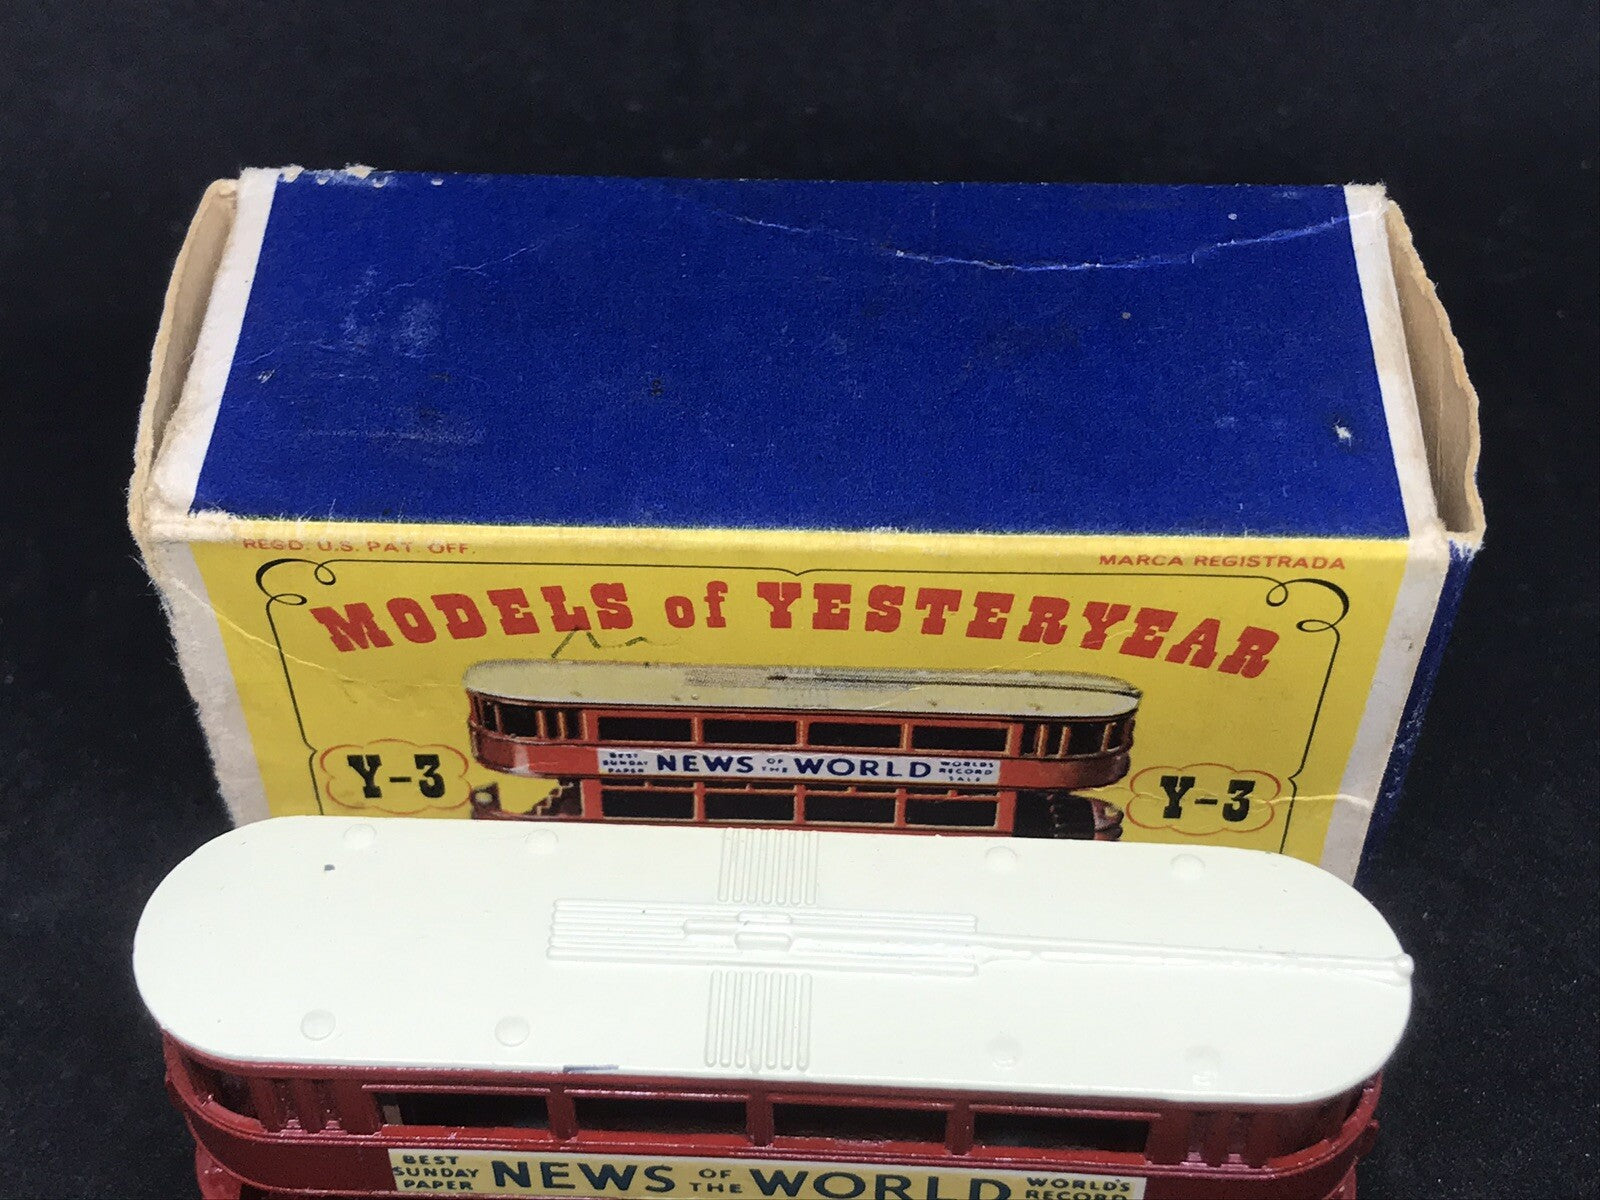 REGD. U.S. PAT. OFF.
MARCA REGISTRADA
MODELS of YESTERYEAR
BEST
SUNDAY
PAPER
NEWS OF THE WORLD
WORLDS
RECORD
SALE
Y-3
Y-3
BEST
SUNDAY
PAPER
NEWS OF THE WORLD
WORLD'S
RECORD